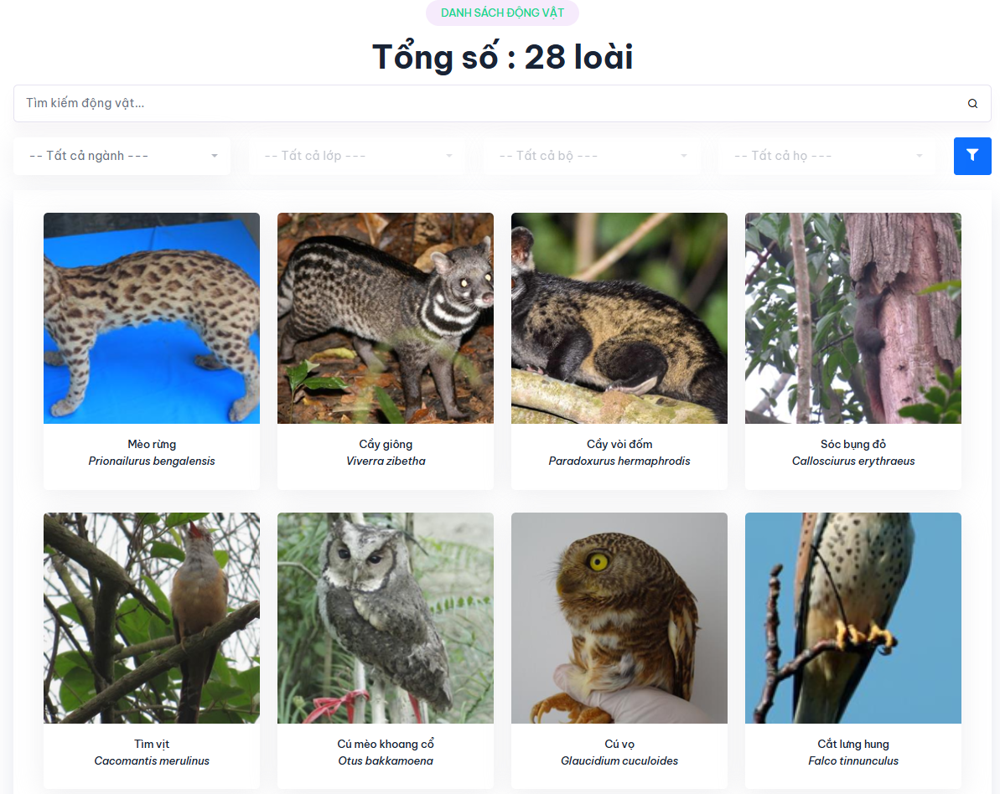 DANH SÁCH ĐỘNG VẬT
Tổng số : 28 loài
Tìm kiếm động vật...
-- Tất cả ngành ---
-- Tất cả lớp ---
-- Tất cả bộ ---
-- Tất cả họ ---
Mèo rừng
Prionailurus bengalensis
Cầy giông
Viverra zibetha
Cầy vòi đốm
Paradoxurus hermaphrodis
Sóc bụng đỏ
Callosciurus erythraeus
Tìm vịt
Cacomantis merulinus
Cú mèo khoang cổ
Otus bakkamoena
Cú vọ
Glaucidium cuculoides
Cắt lưng hung
Falco tinnunculus